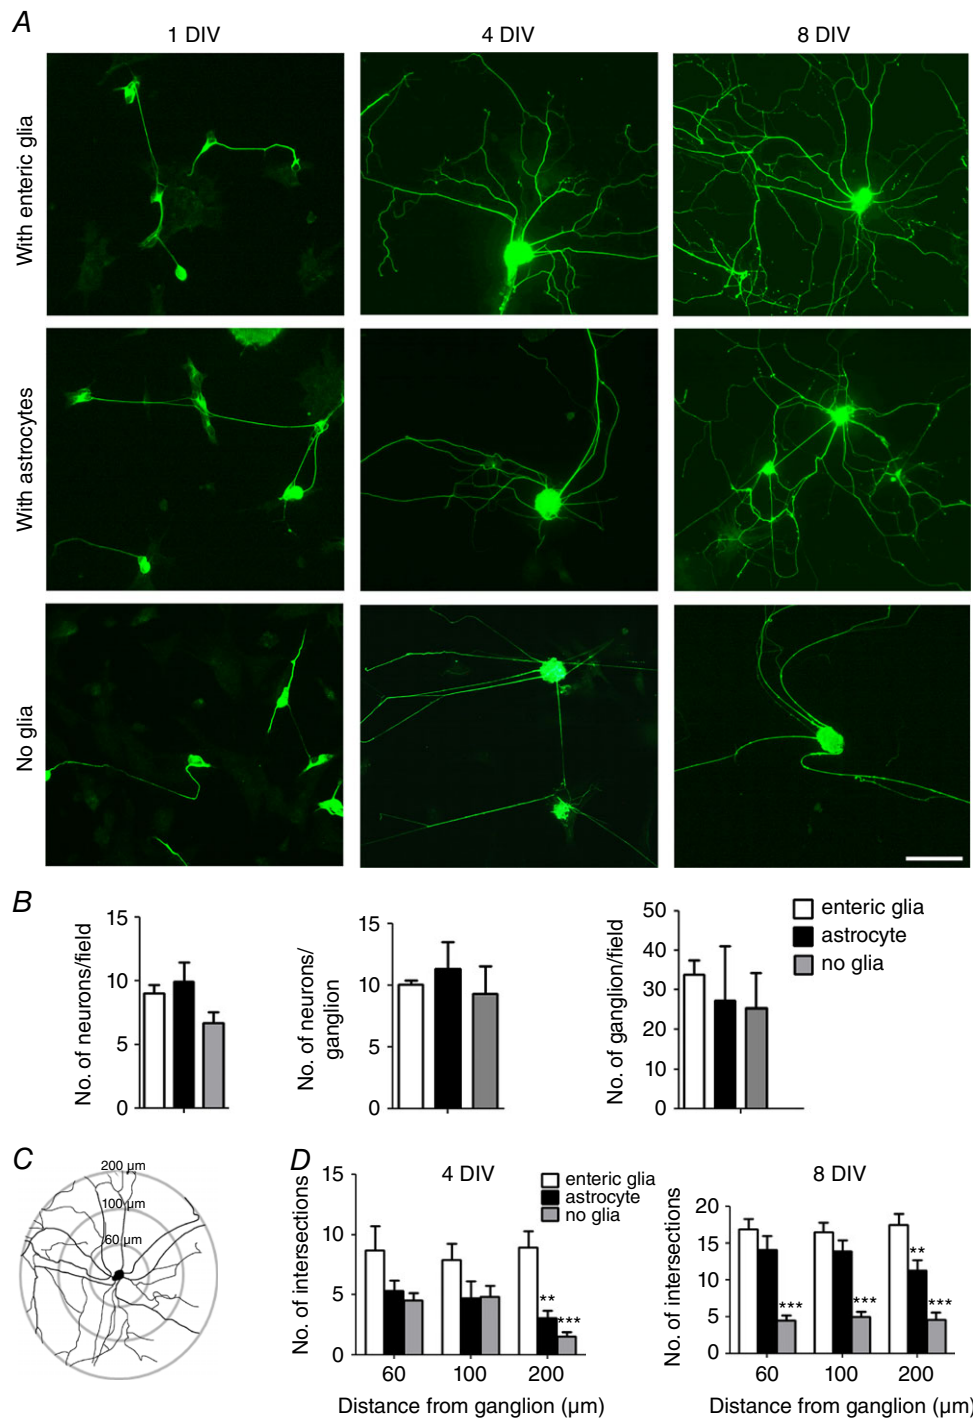 A
1 DIV
4 DIV
8 DIV
With enteric glia
With astrocytes
No glia
B
15
10
5
0
No. of neurons/field
15
10
5
0
No. of neurons/
ganglion
50
40
30
20
10
0
No. of ganglion/field
enteric glia
astrocyte
no glia
C
200 µm
100 µm
60 µm
D
4 DIV
enteric glia
astrocyte
no glia
15
10
5
0
No. of intersections
**
***
60
100
200
Distance from ganglion (µm)
8 DIV
20
15
10
5
0
No. of intersections
***
***
**
***
60
100
200
Distance from ganglion (µm)